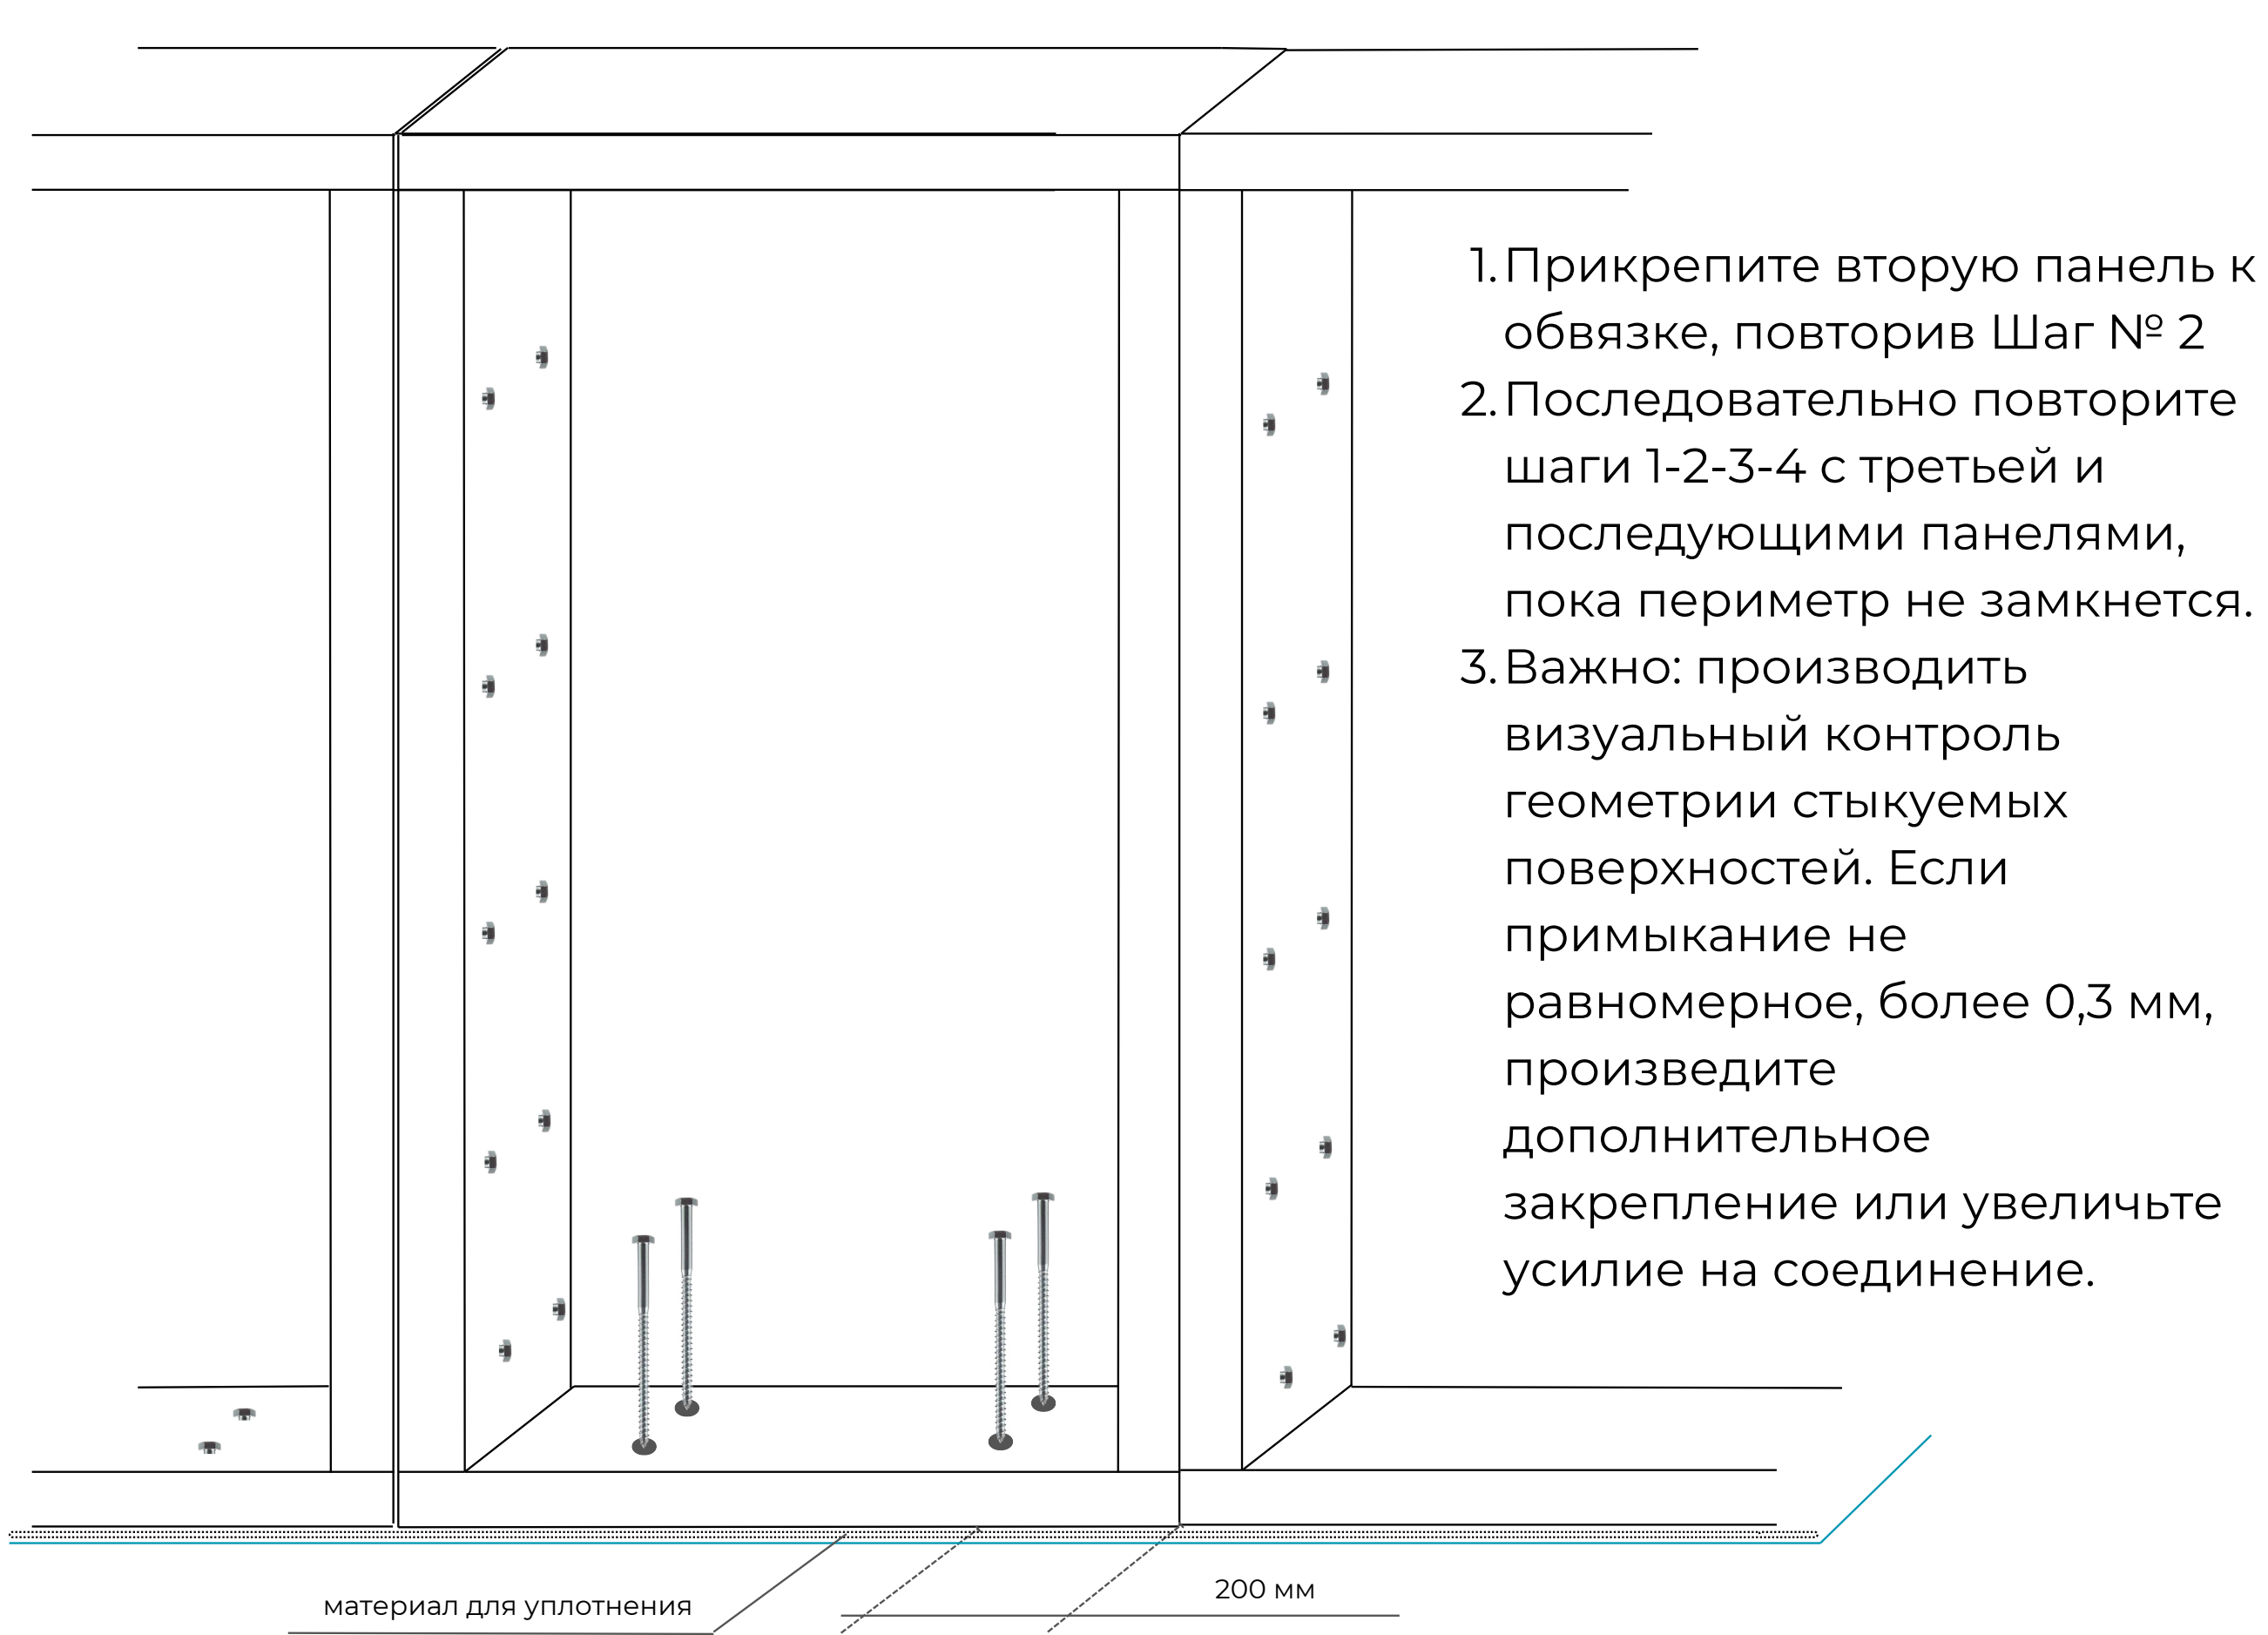 1. Прикрепите вторую панель к
обвязке, повторив Шаг № 2
2. Последовательно повторите
шаги 1-2-3-4 с третьей и
последующими панелями,
пока периметр не замкнется.
3. Важно: производить
визуальный контроль
геометрии стыкуемых
поверхностей. Если
примыкание не
равномерное, более 0,3 мм,
произведите
дополнительное
закрепление или увеличьте
усилие на соединение.
материал для уплотнения
200 мм